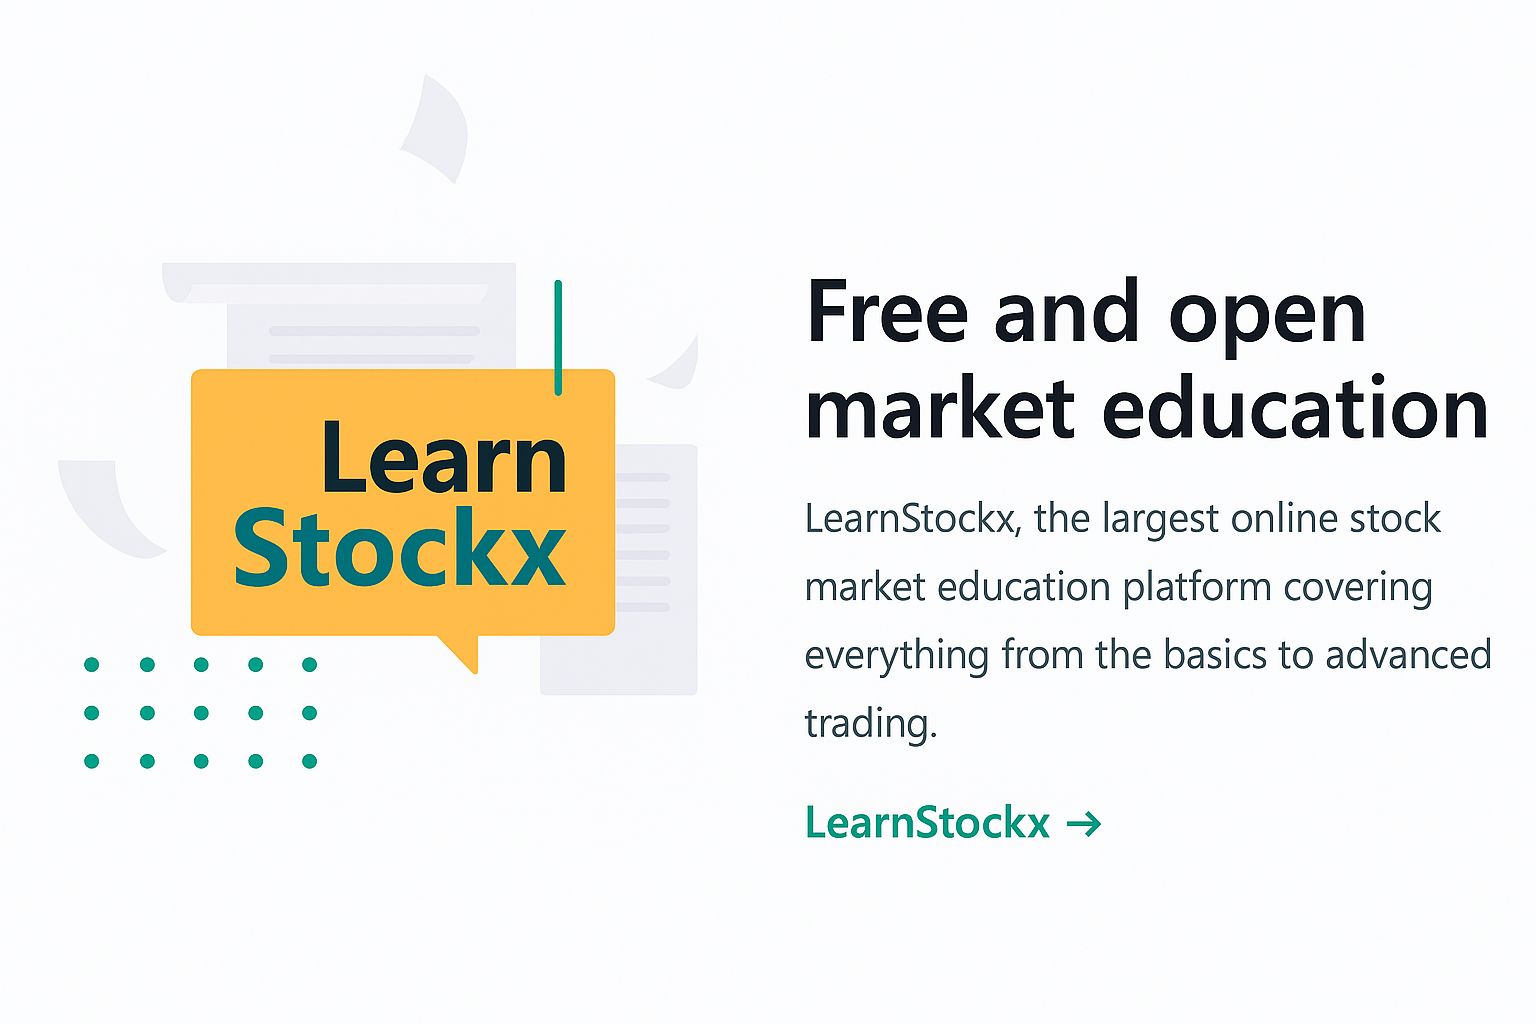 Learn
Stockx
Free and open
market education
LearnStockx, the largest online stock
market education platform covering
everything from the basics to advanced
trading.
LearnStockx →